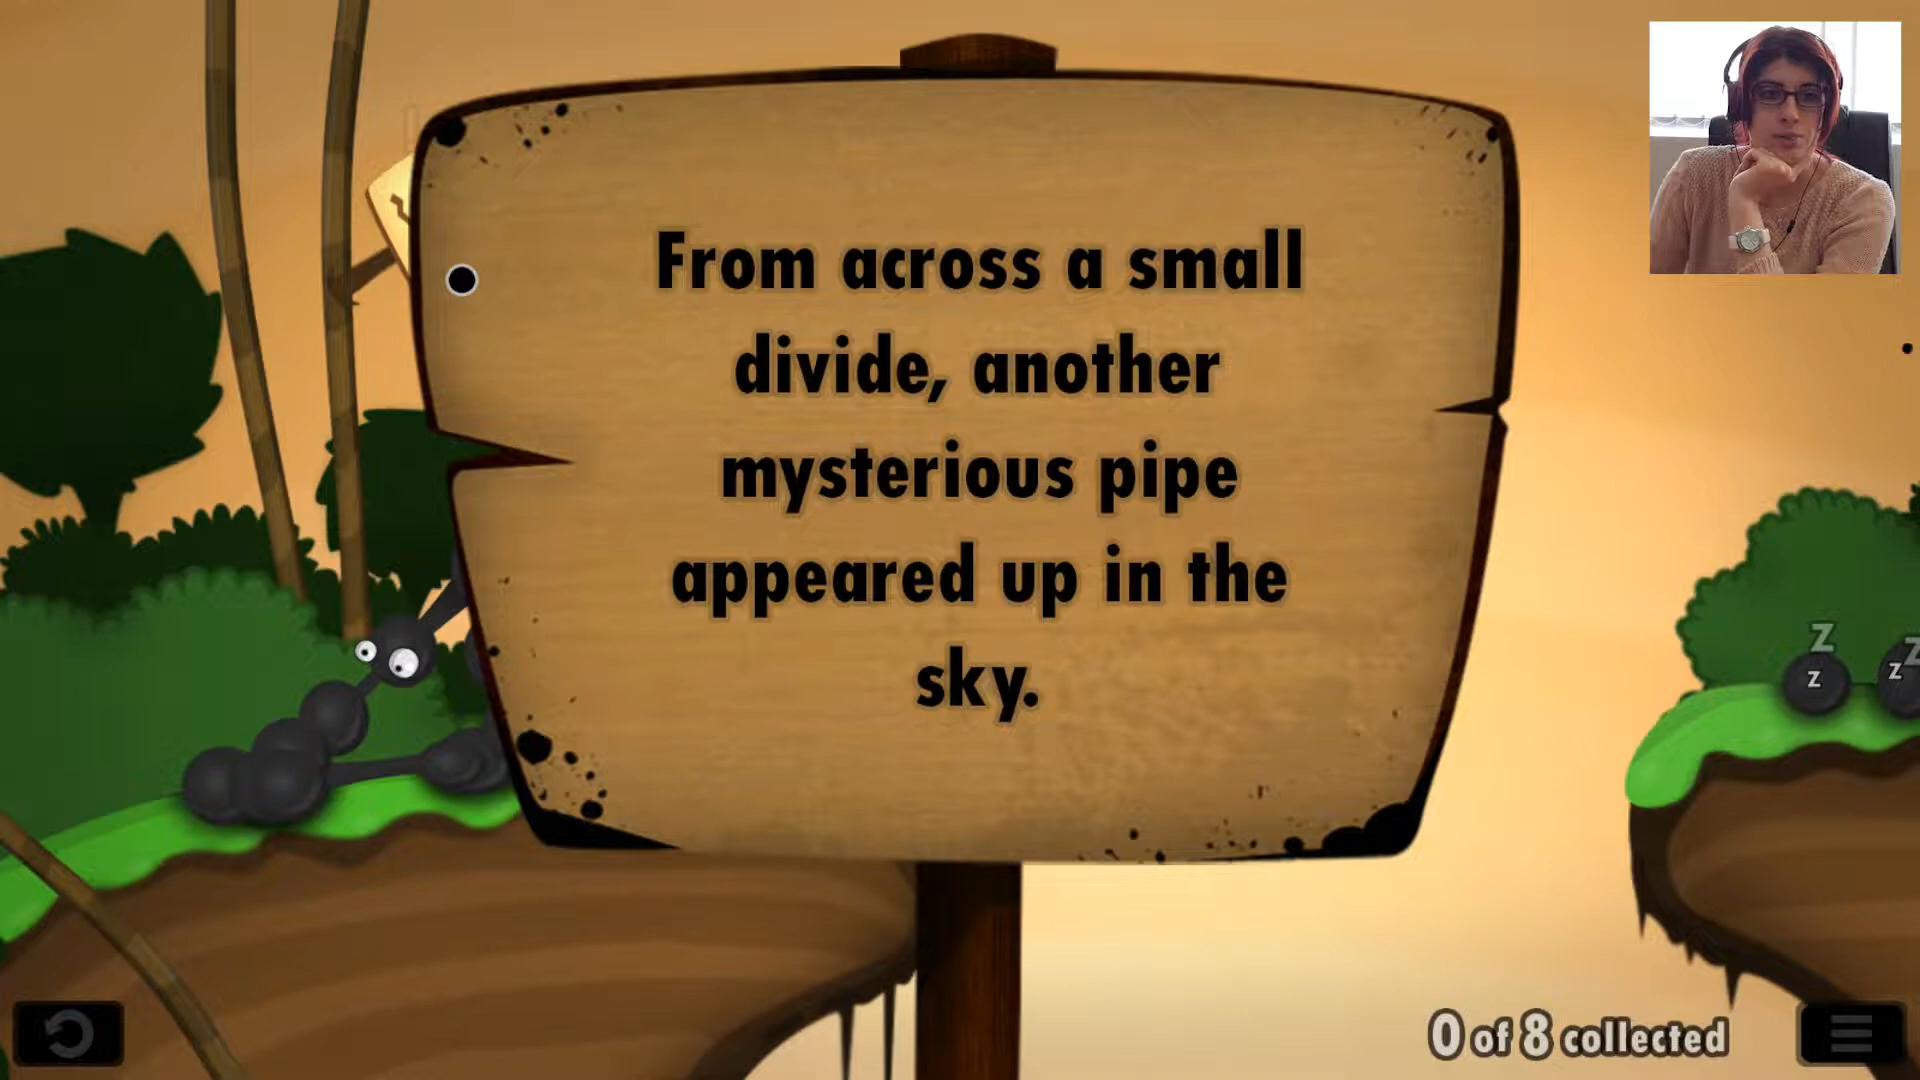 From across a small
divide, another
mysterious pipe
appeared up in the
sky.
Z
Z
Z
Z
0 of 8 collected